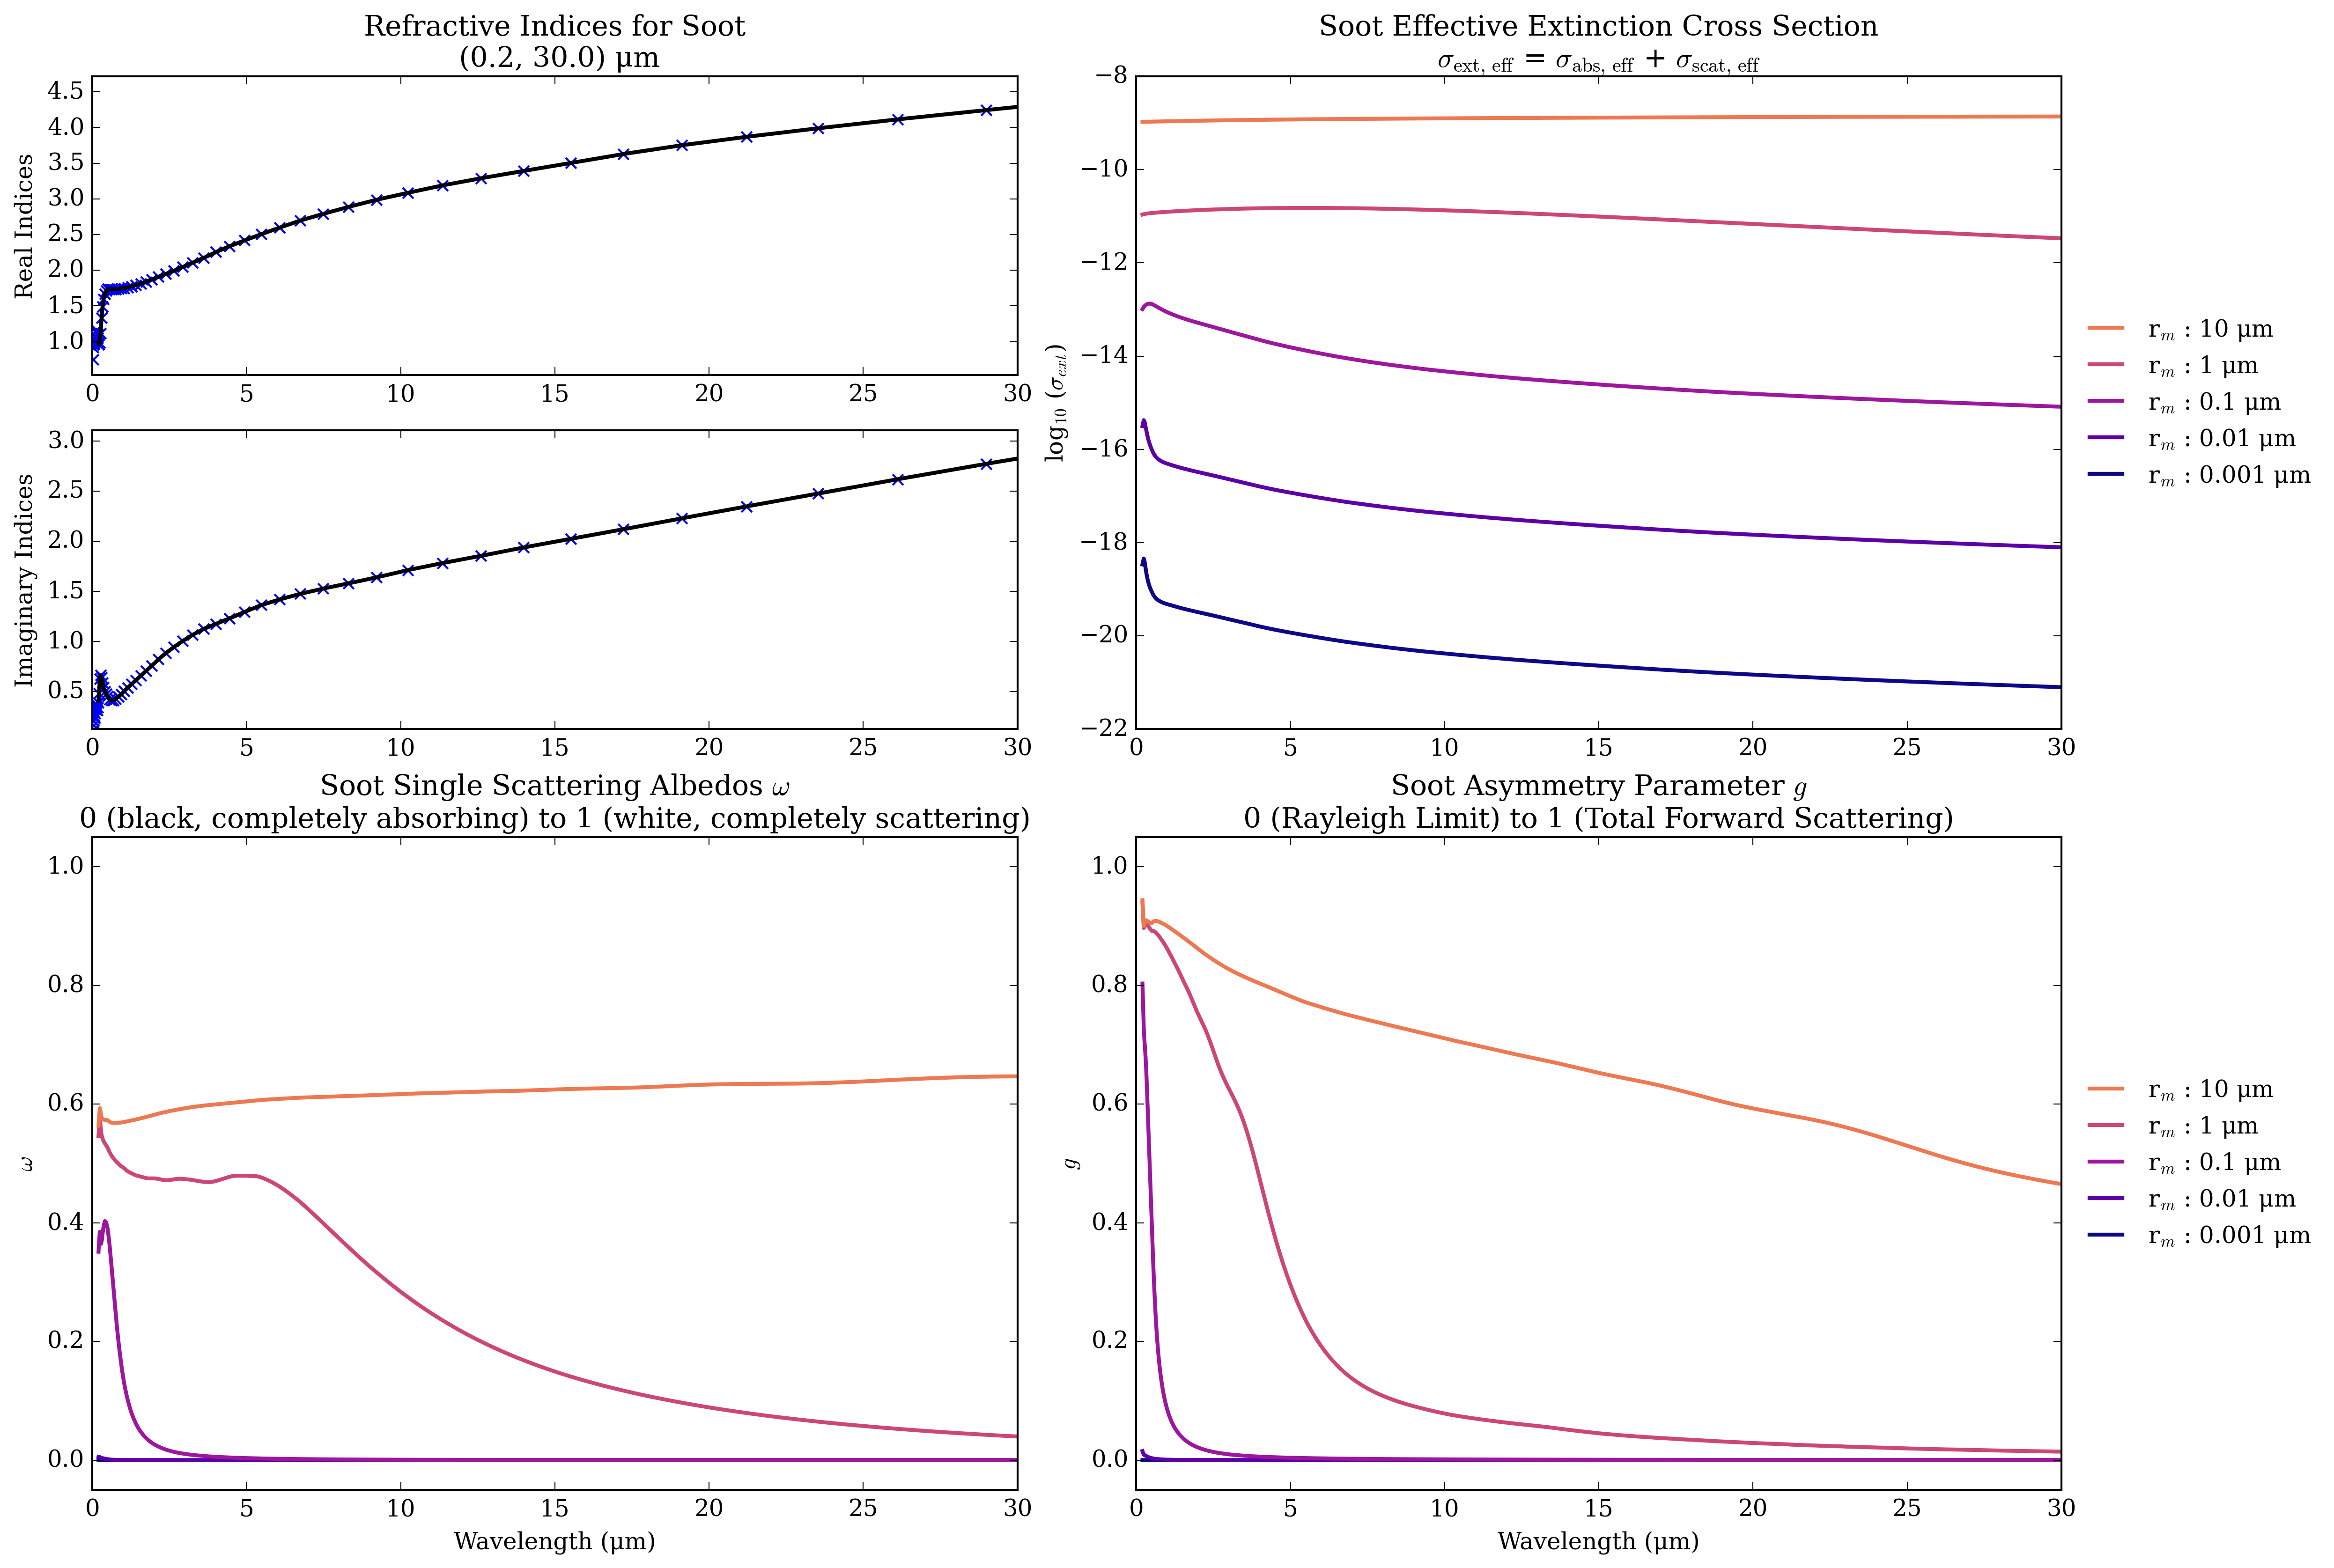 Refractive Indices for Soot
(0.2, 30.0) µm
Real Indices
4.5
4.0
3.5
3.0
2.5
2.0
1.5
1.0
0 5 10 15 20 25 30
Imaginary Indices
3.0
2.5
2.0
1.5
1.0
0.5
0 5 10 15 20 25 30
Soot Effective Extinction Cross Section
σext, eff = σabs, eff + σscat, eff
log10 (σext)
−8
−10
−12
−14
−16
−18
−20
−22
0 5 10 15 20 25 30
rm : 10 µm
rm : 1 µm
rm : 0.1 µm
rm : 0.01 µm
rm : 0.001 µm
Soot Single Scattering Albedos ω
0 (black, completely absorbing) to 1 (white, completely scattering)
ω
1.0
0.8
0.6
0.4
0.2
0.0
0 5 10 15 20 25 30
Wavelength (µm)
Soot Asymmetry Parameter g
0 (Rayleigh Limit) to 1 (Total Forward Scattering)
g
1.0
0.8
0.6
0.4
0.2
0.0
0 5 10 15 20 25 30
Wavelength (µm)
rm : 10 µm
rm : 1 µm
rm : 0.1 µm
rm : 0.01 µm
rm : 0.001 µm